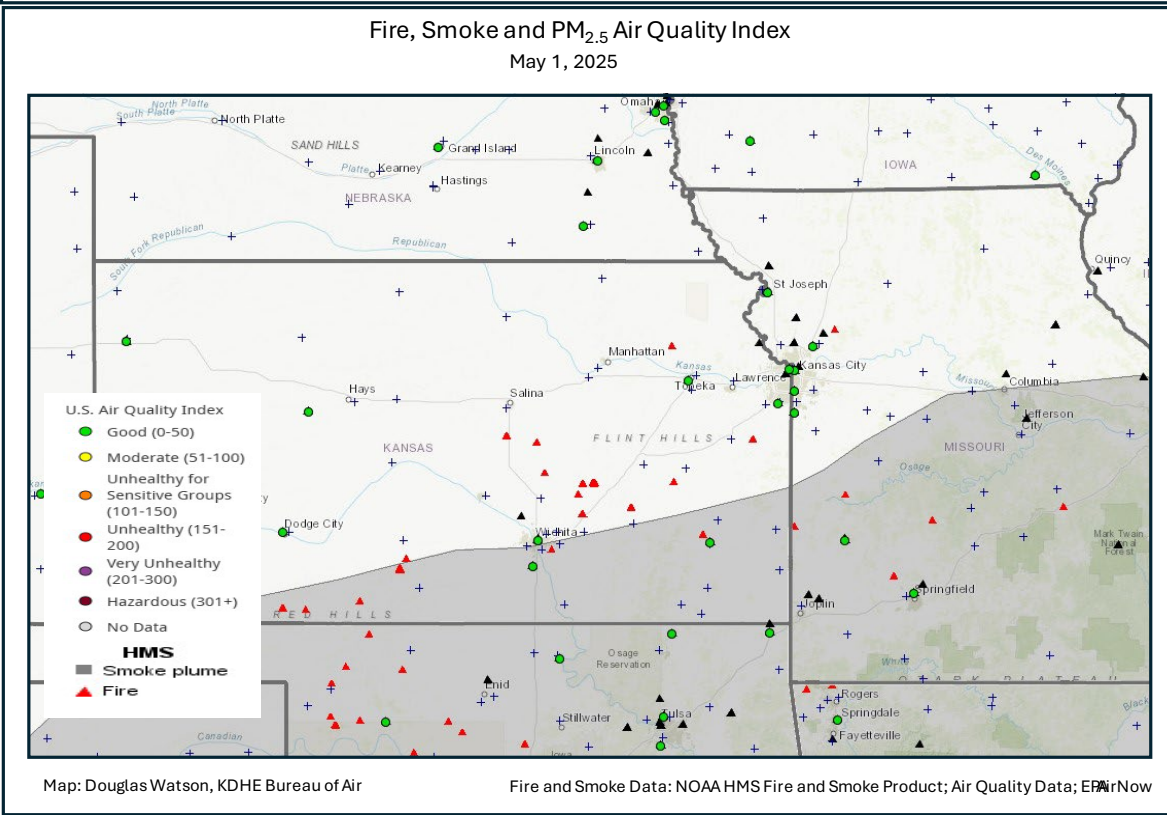 Fire, Smoke and PM2.5 Air Quality Index
May 1, 2025
Omaha
North Platte
South Platte
North Platte
SAND HILLS
Grand Island
Lincoln
IOWA
Des Moines
Platte
Kearney
Hastings
NEBRASKA
South Fork Republican
Republican
Quincy
St Joseph
Manhattan
Kansas
Kansas City
Topeka
Lawrence
Missouri
Columbia
Hays
Salina
Jefferson
City
FLINT HILLS
MISSOURI
KANSAS
Osage
U.S. Air Quality Index
Good (0-50)
Moderate (51-100)
Unhealthy for
Sensitive Groups
(101-150)
Unhealthy (151-
200)
Very Unhealthy
(201-300)
Hazardous (301+)
No Data
HMS
Smoke plume
Fire
Dodge City
Wichita
Mark Twain
National
Forest
Springfield
Joplin
RED HILLS
Osage
Reservation
White
OZARK PLATEAU
Enid
Rogers
Stillwater
Tulsa
Springdale
Black
Fayetteville
Canadian
Map: Douglas Watson, KDHE Bureau of Air
Fire and Smoke Data: NOAA HMS Fire and Smoke Product; Air Quality Data; EPA AirNow